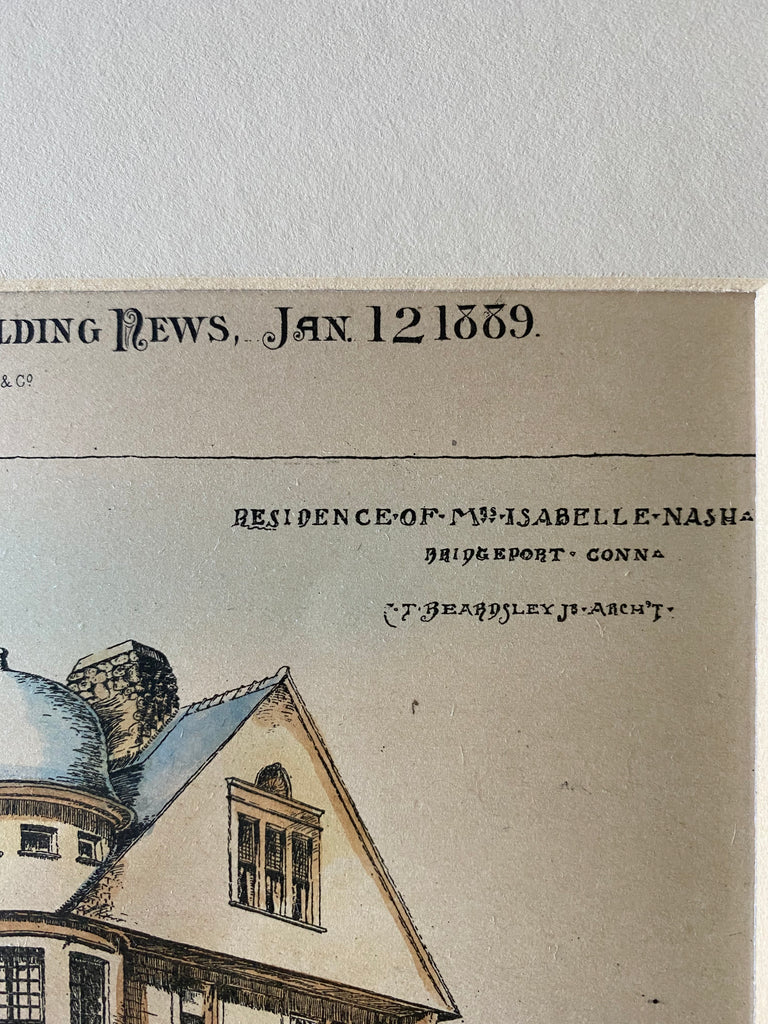 LDING NEWS, JAN. 12 1889.
& Co
RESIDENCE·OF·MRS·ISABELLE·NASH
BRIDGEPORT· CONN
C·T·BEARDSLEY JR·ARCH'T·